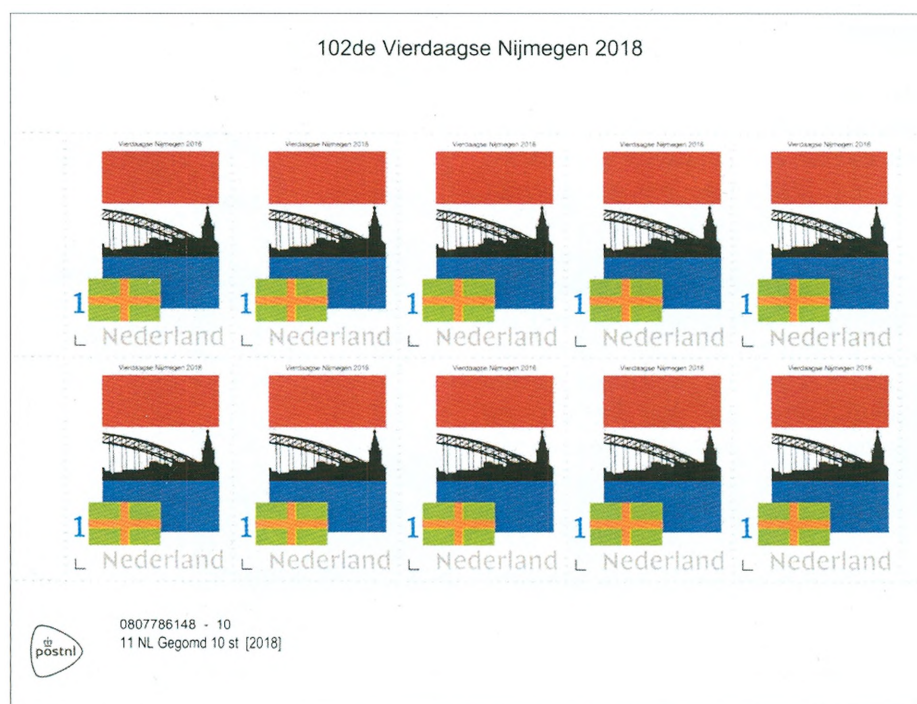 102de Vierdaagse Nijmegen 2018
Vierdaagse Nijmegen 2018 Vierdaagse Nijmegen 2018 Vierdaagse Nijmegen 2018 Vierdaagse Nijmegen 2018 Vierdaagse Nijmegen 2018
1 1 1 1 1
Nederland Nederland Nederland Nederland Nederland
Vierdaagse Nijmegen 2018 Vierdaagse Nijmegen 2018 Vierdaagse Nijmegen 2018 Vierdaagse Nijmegen 2018 Vierdaagse Nijmegen 2018
1 1 1 1 1
Nederland Nederland Nederland Nederland Nederland
0807786148 - 10
11 NL Gegomd 10 st [2018]
postnl